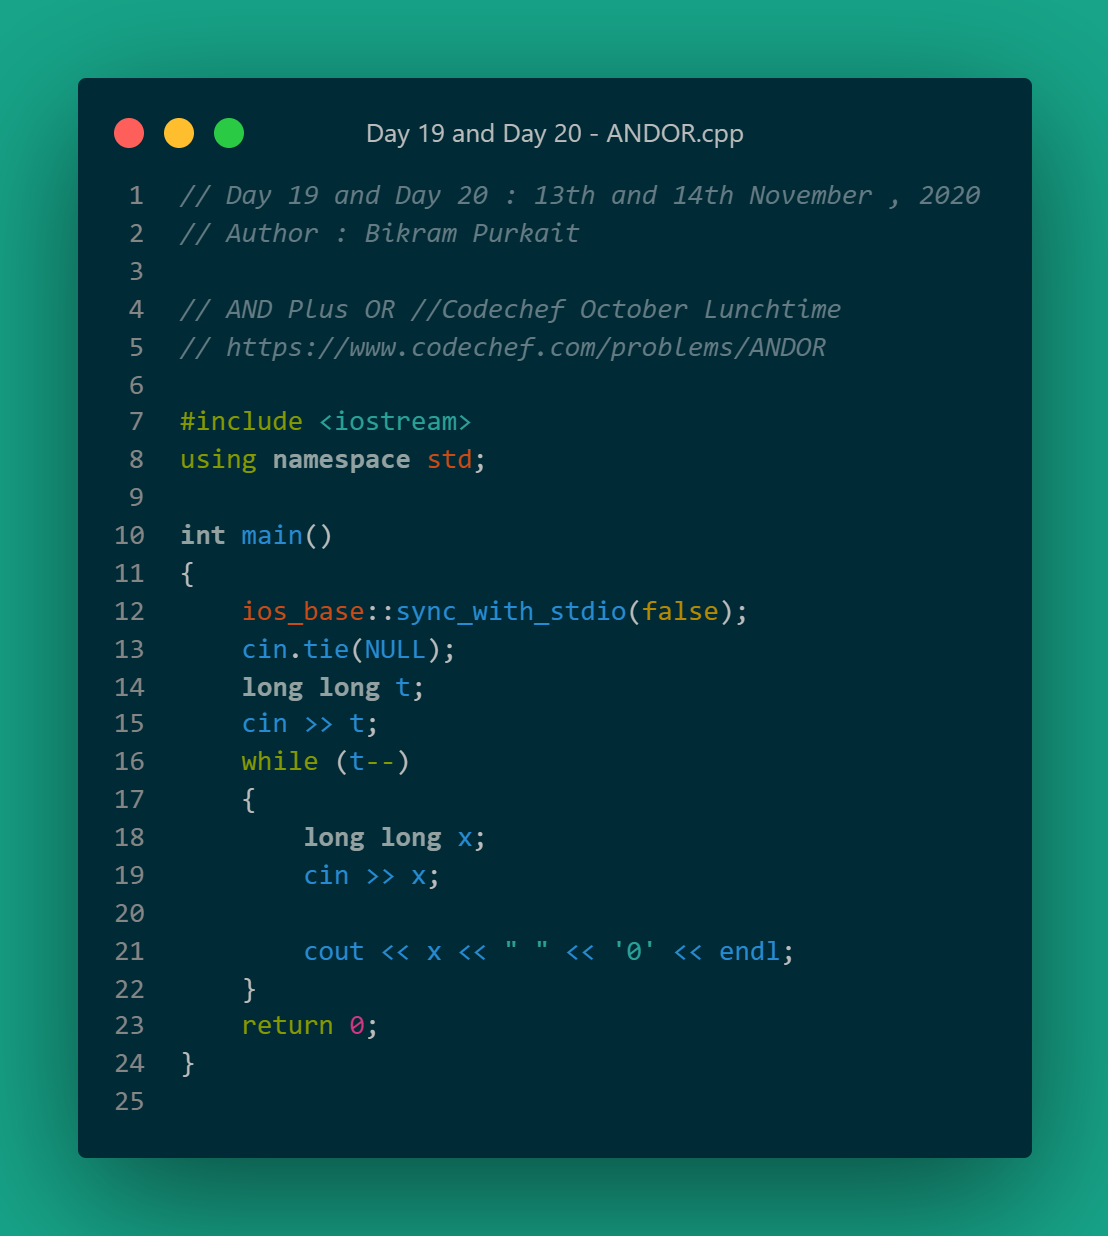 Day 19 and Day 20 - ANDOR.cpp
1 // Day 19 and Day 20 : 13th and 14th November , 2020
2 // Author : Bikram Purkait
3
4 // AND Plus OR //Codechef October Lunchtime
5 // https://www.codechef.com/problems/ANDOR
6
7 #include <iostream>
8 using namespace std;
9
10 int main()
11 {
12     ios_base::sync_with_stdio(false);
13     cin.tie(NULL);
14     long long t;
15     cin >> t;
16     while (t--)
17     {
18         long long x;
19         cin >> x;
20
21         cout << x << " " << '0' << endl;
22     }
23     return 0;
24 }
25